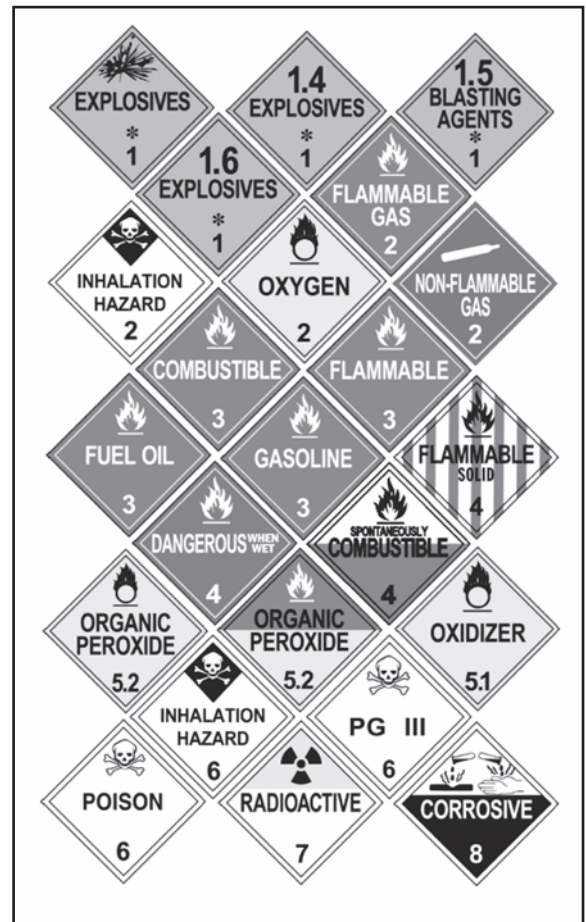 EXPLOSIVES
*
1
1.4
EXPLOSIVES
*
1
1.5
BLASTING
AGENTS
*
1
1.6
EXPLOSIVES
*
1
FLAMMABLE
GAS
2
INHALATION
HAZARD
2
OXYGEN
2
NON-FLAMMABLE
GAS
2
COMBUSTIBLE
3
FLAMMABLE
3
FUEL OIL
3
GASOLINE
3
FLAMMABLE
SOLID
4
DANGEROUS WHEN
WET
4
SPONTANEOUSLY
COMBUSTIBLE
4
ORGANIC
PEROXIDE
5.2
ORGANIC
PEROXIDE
5.2
OXIDIZER
5.1
INHALATION
HAZARD
6
PG III
6
POISON
6
RADIOACTIVE
7
CORROSIVE
8